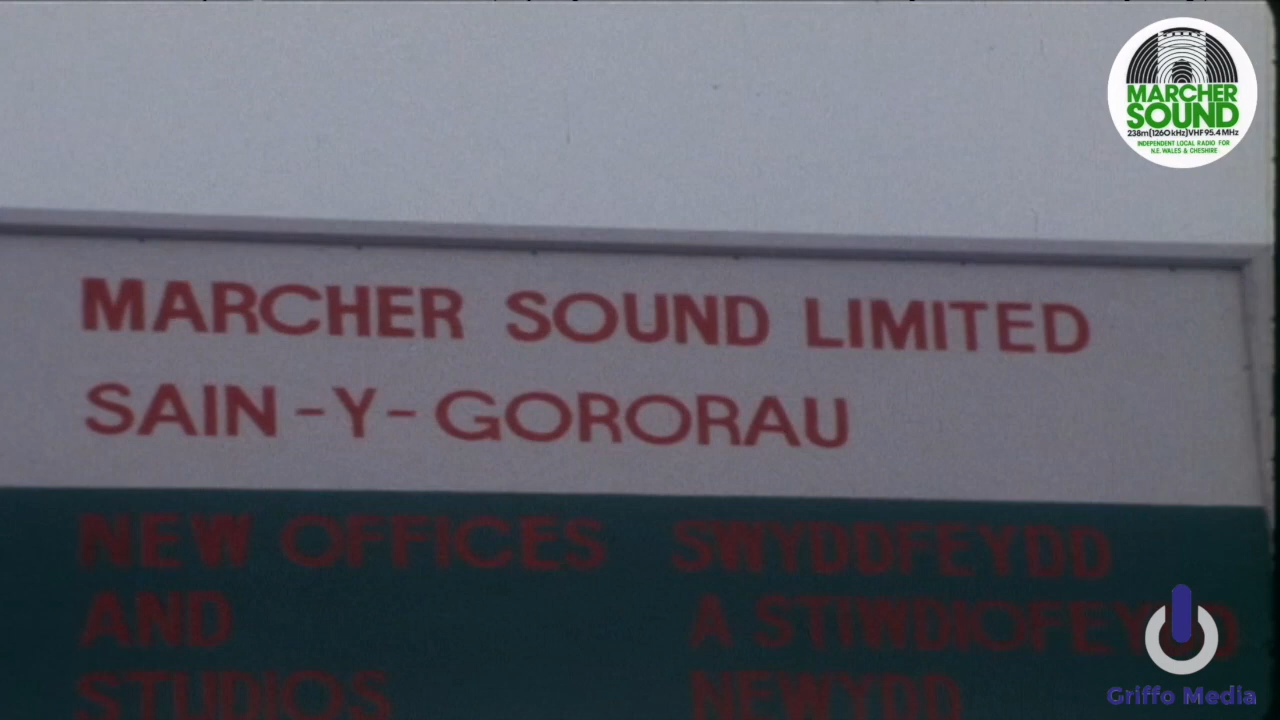 MARCHER
SOUND
238m(1260kHz)VHF 95.4MHz
INDEPENDENT LOCAL RADIO FOR
N.E. WALES & CHESHIRE
MARCHER SOUND LIMITED
SAIN-Y-GORORAU
NEW OFFICES SWYDDFEYDD
AND A STIWDIOFEYDD
STUDIOS NEWYDD
Griffo Media